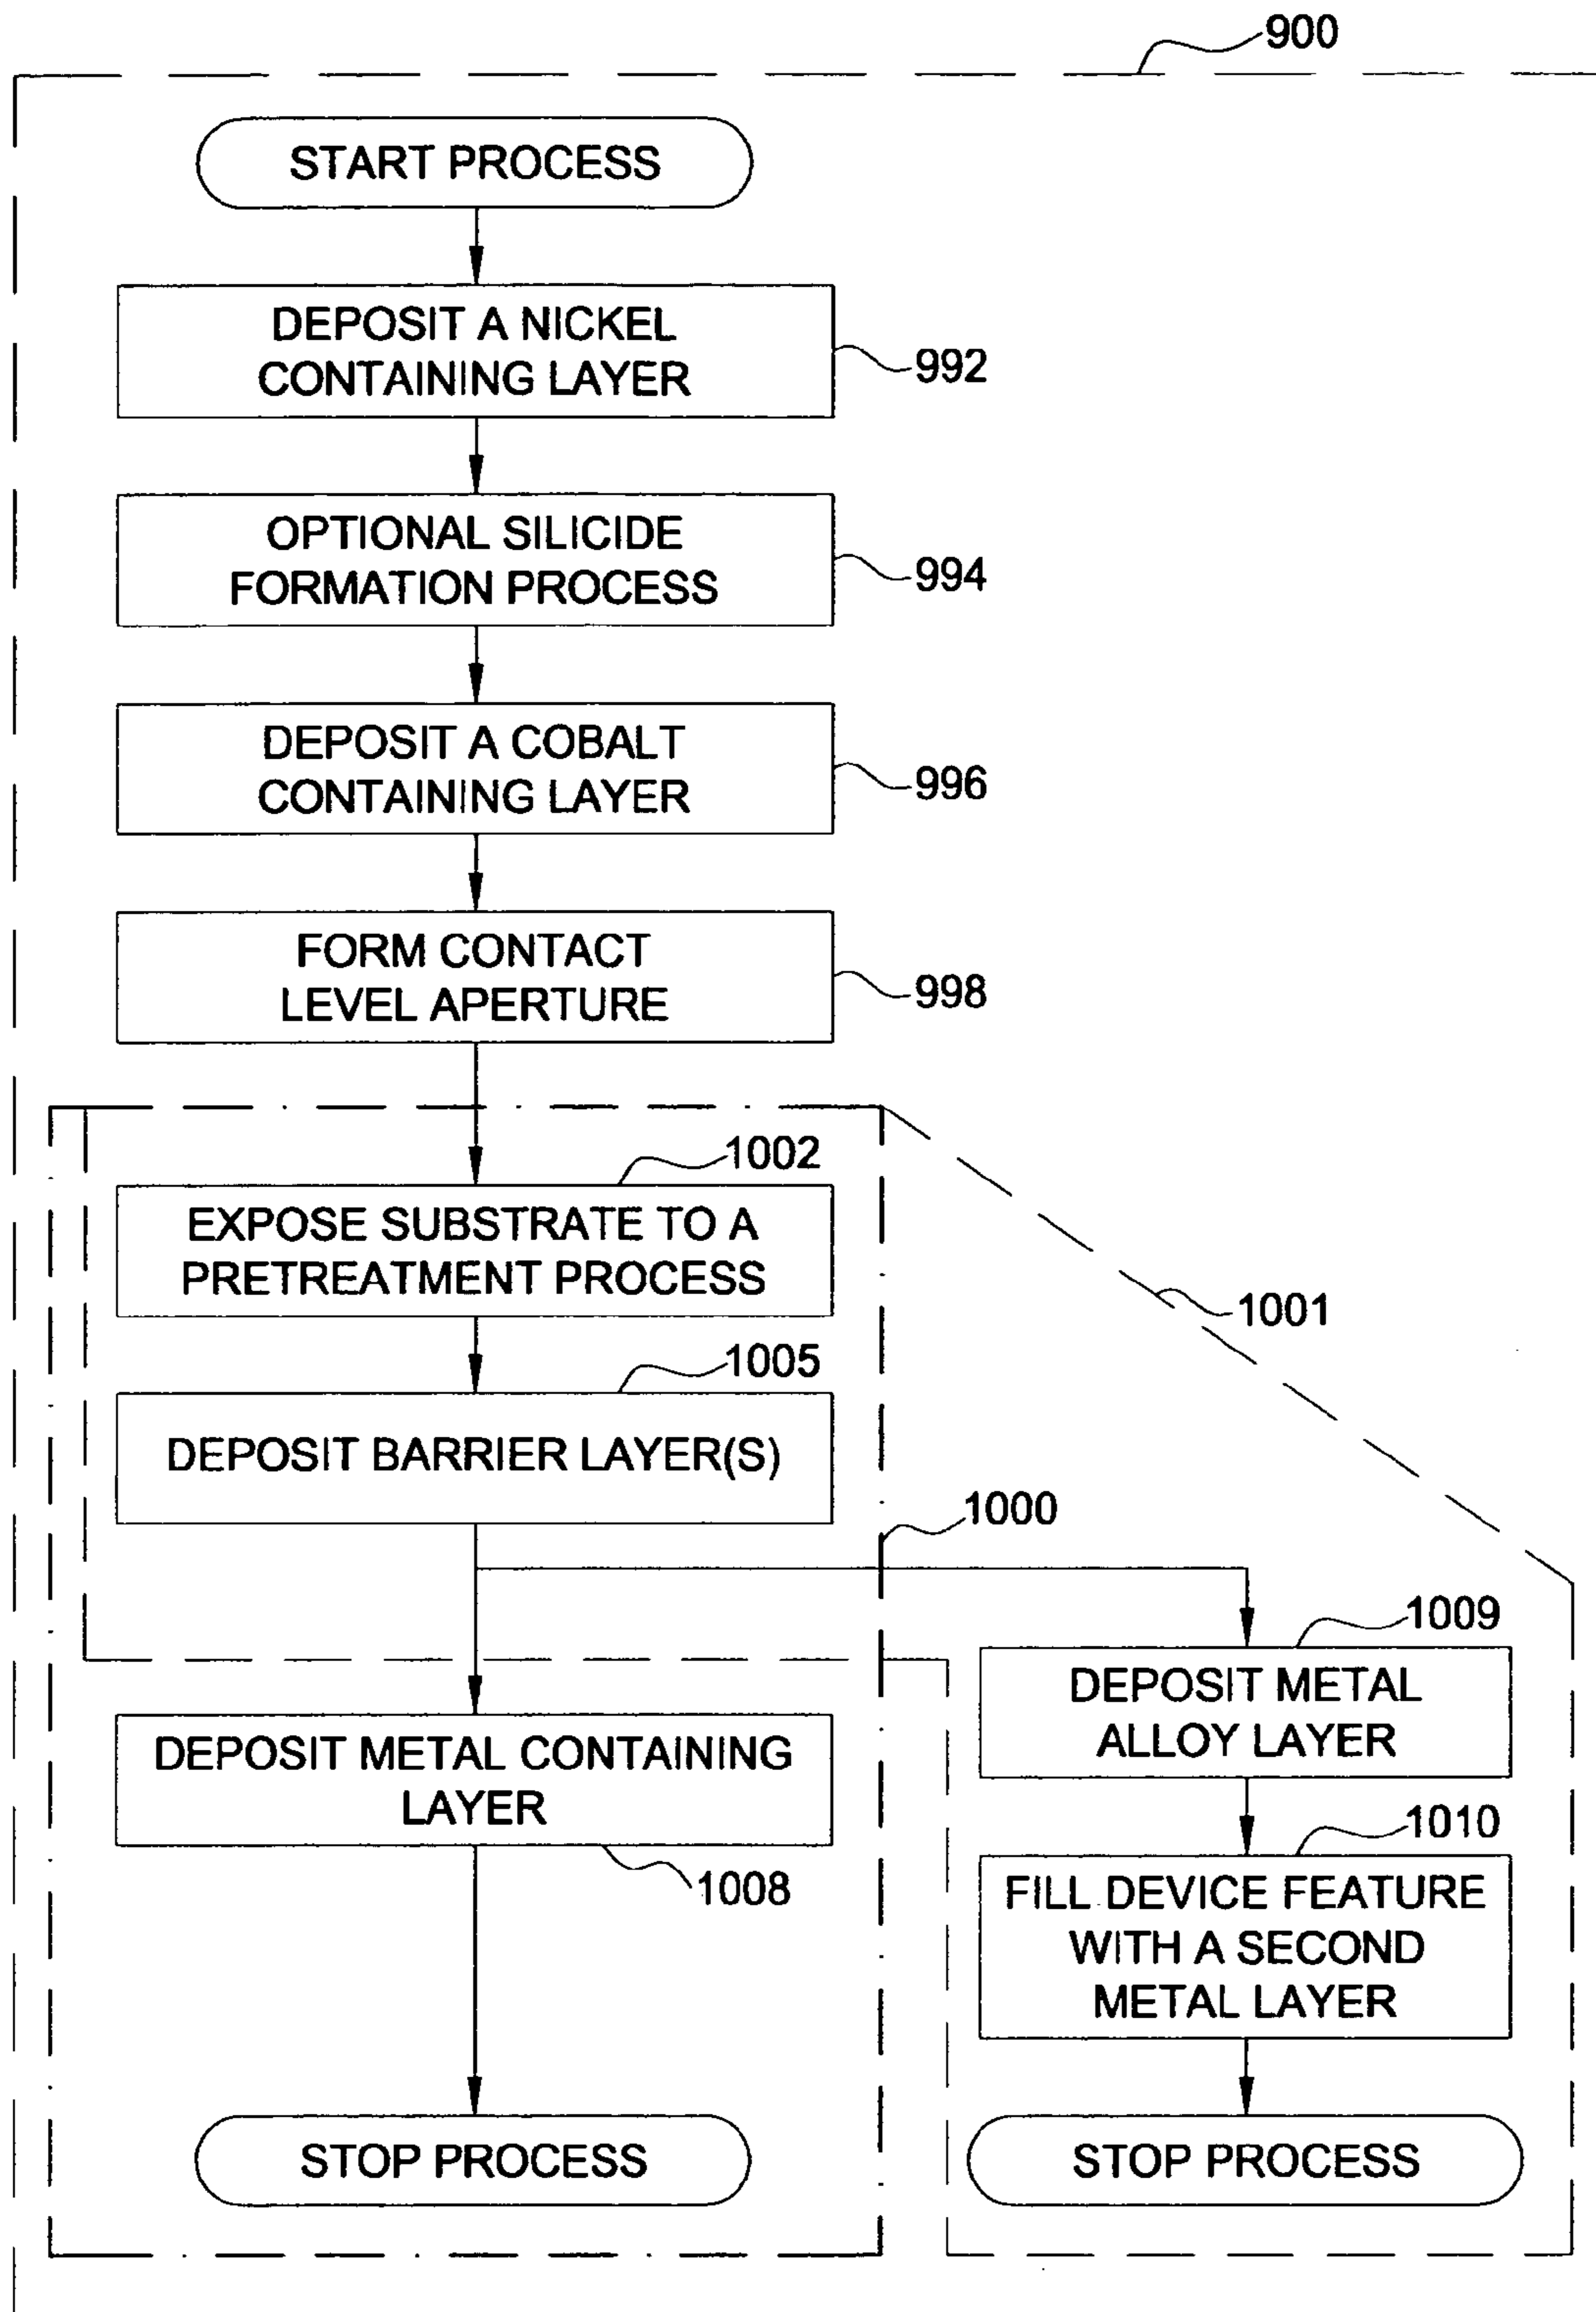 900
START PROCESS
DEPOSIT A NICKEL
CONTAINING LAYER
992
OPTIONAL SILICIDE
FORMATION PROCESS
994
DEPOSIT A COBALT
CONTAINING LAYER
996
FORM CONTACT
LEVEL APERTURE
998
1002
EXPOSE SUBSTRATE TO A
PRETREATMENT PROCESS
1001
1005
DEPOSIT BARRIER LAYER(S)
1000
DEPOSIT METAL CONTAINING
LAYER
1008
STOP PROCESS
1009
DEPOSIT METAL
ALLOY LAYER
1010
FILL DEVICE FEATURE
WITH A SECOND
METAL LAYER
STOP PROCESS